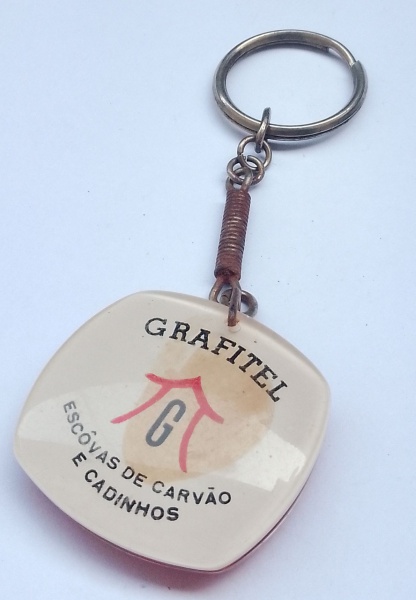 GRAFITEL
G
ESCÔVAS DE CARVÃO
E CADINHOS